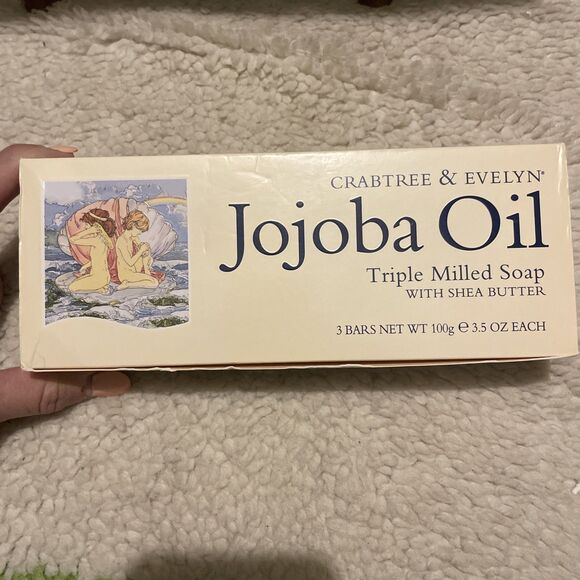 CRABTREE & EVELYN®
Jojoba Oil
Triple Milled Soap
WITH SHEA BUTTER
3 BARS NET WT 100g ℮ 3.5 OZ EACH